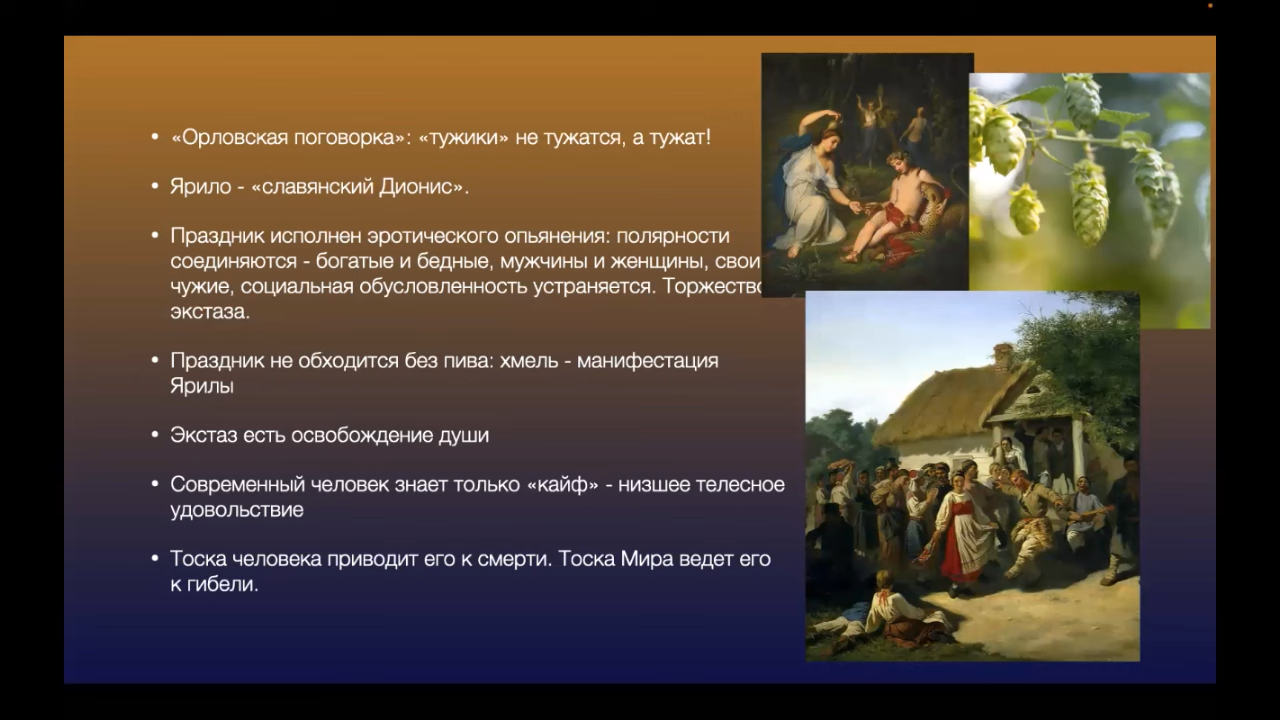 • «Орловская поговорка»: «тужики» не тужатся, а тужат!
• Ярило - «славянский Дионис».
• Праздник исполнен эротического опьянения: полярности
соединяются - богатые и бедные, мужчины и женщины, свои
чужие, социальная обусловленность устраняется. Торжество
экстаза.
• Праздник не обходится без пива: хмель - манифестация
Ярилы
• Экстаз есть освобождение души
• Современный человек знает только «кайф» - низшее телесное
удовольствие
• Тоска человека приводит его к смерти. Тоска Мира ведет его
к гибели.